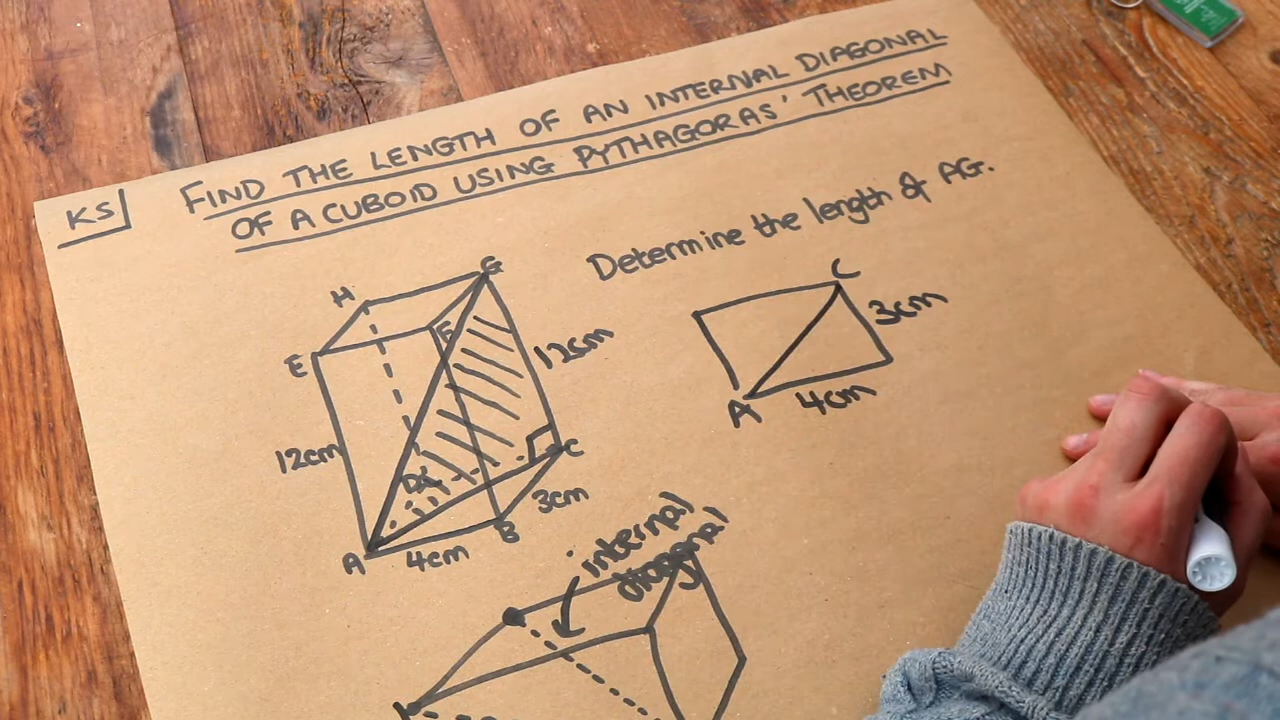 KS
FIND THE LENGTH OF AN INTERNAL DIAGONAL
OF A CUBOID USING PYTHAGORAS' THEOREM
Determine the length of AG.
H
G
E
F
12cm
12cm
D
C
3cm
A
4cm
B
C
3cm
A
4cm
internal
diagonal